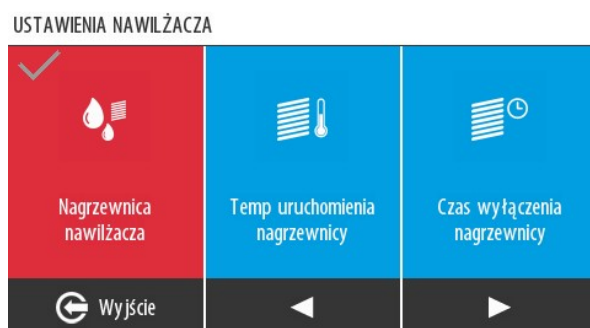 USTAWIENIA NAWILŻACZA
Nagrzewnica
nawilżacza
Temp uruchomienia
nagrzewnicy
Czas wyłączenia
nagrzewnicy
Wyjście